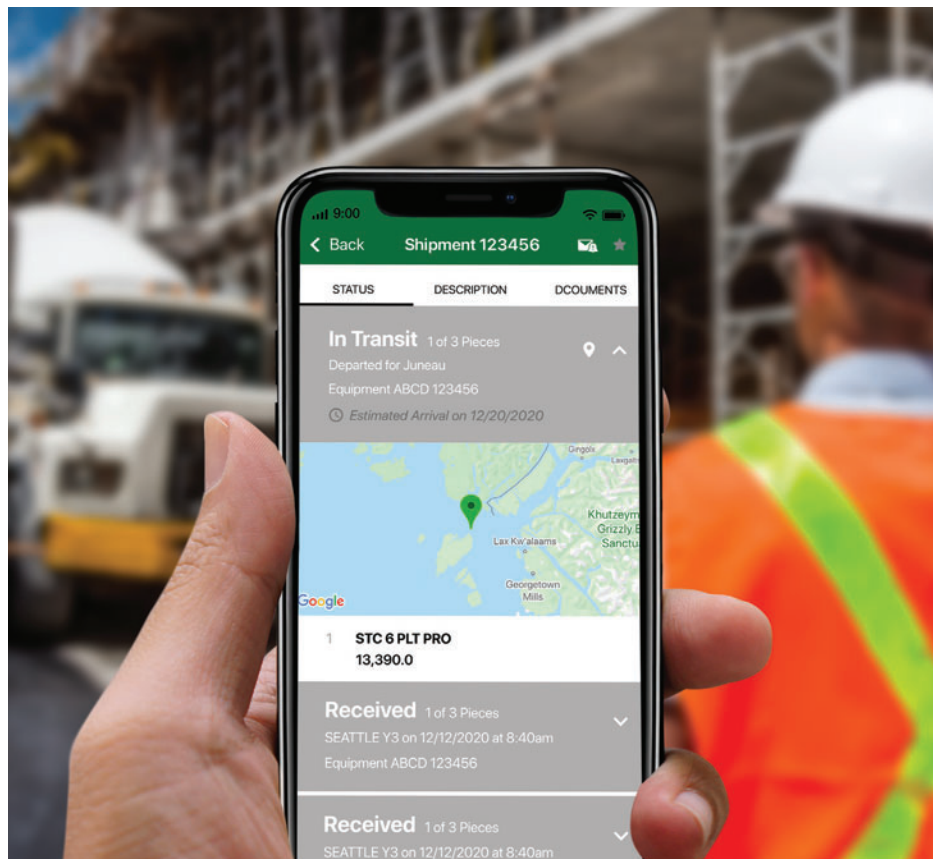 9:00
Back Shipment 123456
STATUS DESCRIPTION DCOUMENTS
In Transit 1 of 3 Pieces
Departed for Juneau
Equipment ABCD 123456
Estimated Arrival on 12/20/2020
Gingolx
Khutzeym
Grizzly B
Sanctu
Lax Kw'alaams
Georgetown
Mills
Google
1 STC 6 PLT PRO
13,390.0
Received 1 of 3 Pieces
SEATTLE Y3 on 12/12/2020 at 8:40am
Equipment ABCD 123456
Received 1 of 3 Pieces
SEATTLE Y3 on 12/12/2020 at 8:40am